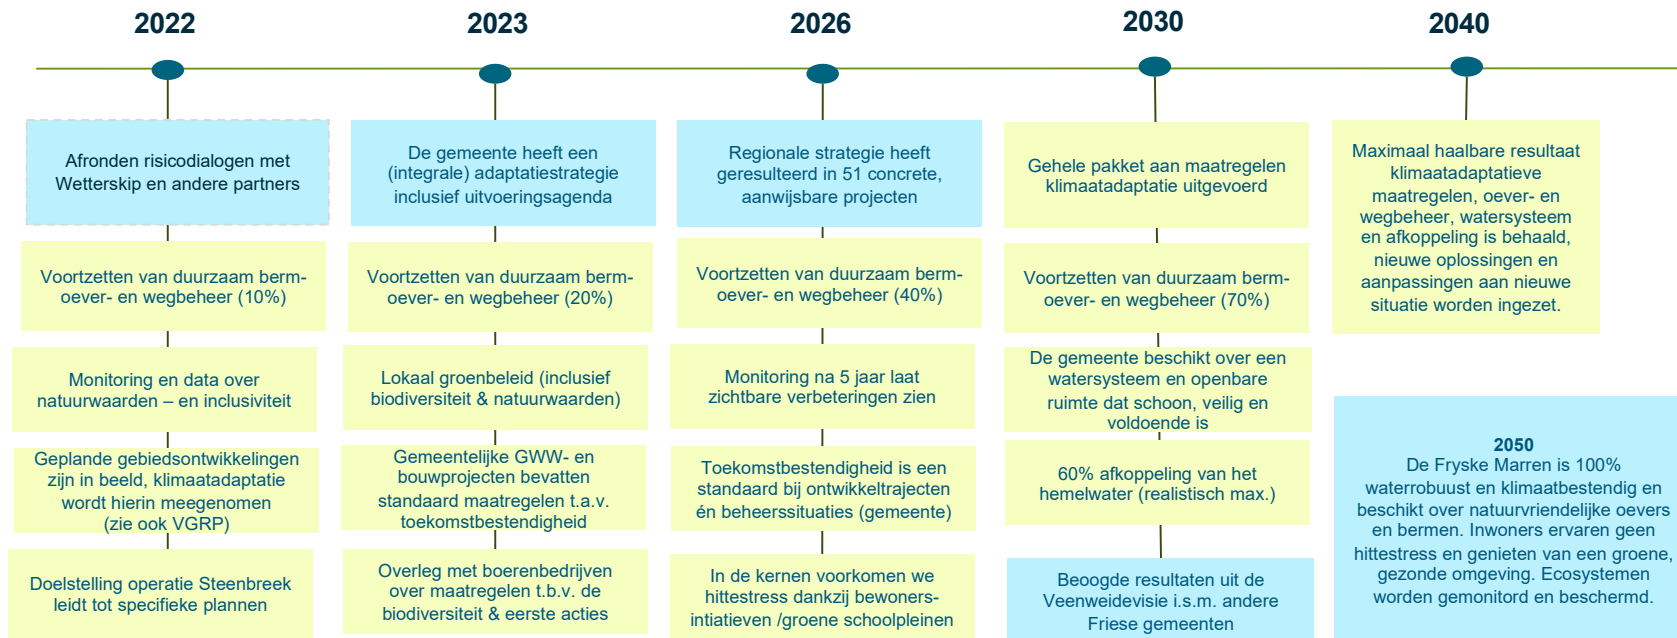 2022
2023
2026
2030
2040
Afronden risicodialogen met
Wetterskip en andere partners
Voortzetten van duurzaam berm-
oever- en wegbeheer (10%)
Monitoring en data over
natuurwaarden – en inclusiviteit
Geplande gebiedsontwikkelingen
zijn in beeld, klimaatadaptatie
wordt hierin meegenomen
(zie ook VGRP)
Doelstelling operatie Steenbreek
leidt tot specifieke plannen
De gemeente heeft een
(integrale) adaptatiestrategie
inclusief uitvoeringsagenda
Voortzetten van duurzaam berm-
oever- en wegbeheer (20%)
Lokaal groenbeleid (inclusief
biodiversiteit & natuurwaarden)
Gemeentelijke GWW- en
bouwprojecten bevatten
standaard maatregelen t.a.v.
toekomstbestendigheid
Overleg met boerenbedrijven
over maatregelen t.b.v. de
biodiversiteit & eerste acties
Regionale strategie heeft
geresulteerd in 51 concrete,
aanwijsbare projecten
Voortzetten van duurzaam berm-
oever- en wegbeheer (40%)
Monitoring na 5 jaar laat
zichtbare verbeteringen zien
Toekomstbestendigheid is een
standaard bij ontwikkeltrajecten
én beheerssituaties (gemeente)
In de kernen voorkomen we
hittestress dankzij bewoners-
intiatieven /groene schoolpleinen
Gehele pakket aan maatregelen
klimaatadaptatie uitgevoerd
Voortzetten van duurzaam berm-
oever- en wegbeheer (70%)
De gemeente beschikt over een
watersysteem en openbare
ruimte dat schoon, veilig en
voldoende is
60% afkoppeling van het
hemelwater (realistisch max.)
Beoogde resultaten uit de
Veenweidevisie i.s.m. andere
Friese gemeenten
Maximaal haalbare resultaat
klimaatadaptatieve
maatregelen, oever- en
wegbeheer, watersysteem
en afkoppeling is behaald,
nieuwe oplossingen en
aanpassingen aan nieuwe
situatie worden ingezet.
2050
De Fryske Marren is 100%
waterrobuust en klimaatbestendig en
beschikt over natuurvriendelijke oevers
en bermen. Inwoners ervaren geen
hittestress en genieten van een groene,
gezonde omgeving. Ecosystemen
worden gemonitord en beschermd.